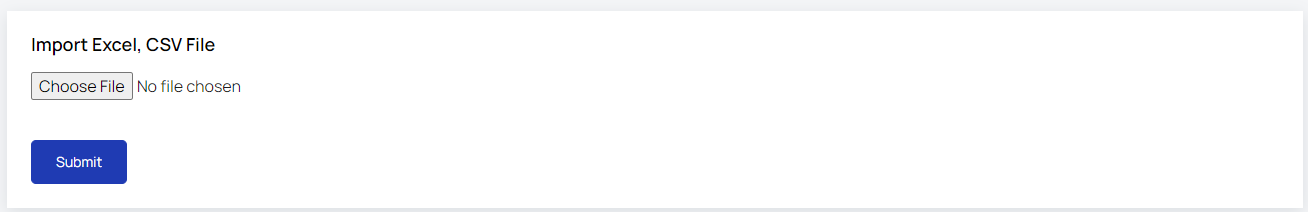 Import Excel, CSV File
Choose File No file chosen
Submit